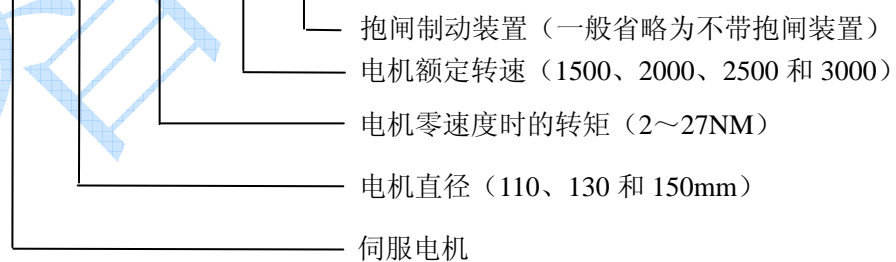 抱闸制动装置（一般省略为不带抱闸装置）
电机额定转速（1500、2000、2500 和 3000）
电机零速度时的转矩（2～27NM）
电机直径（110、130 和 150mm）
伺服电机